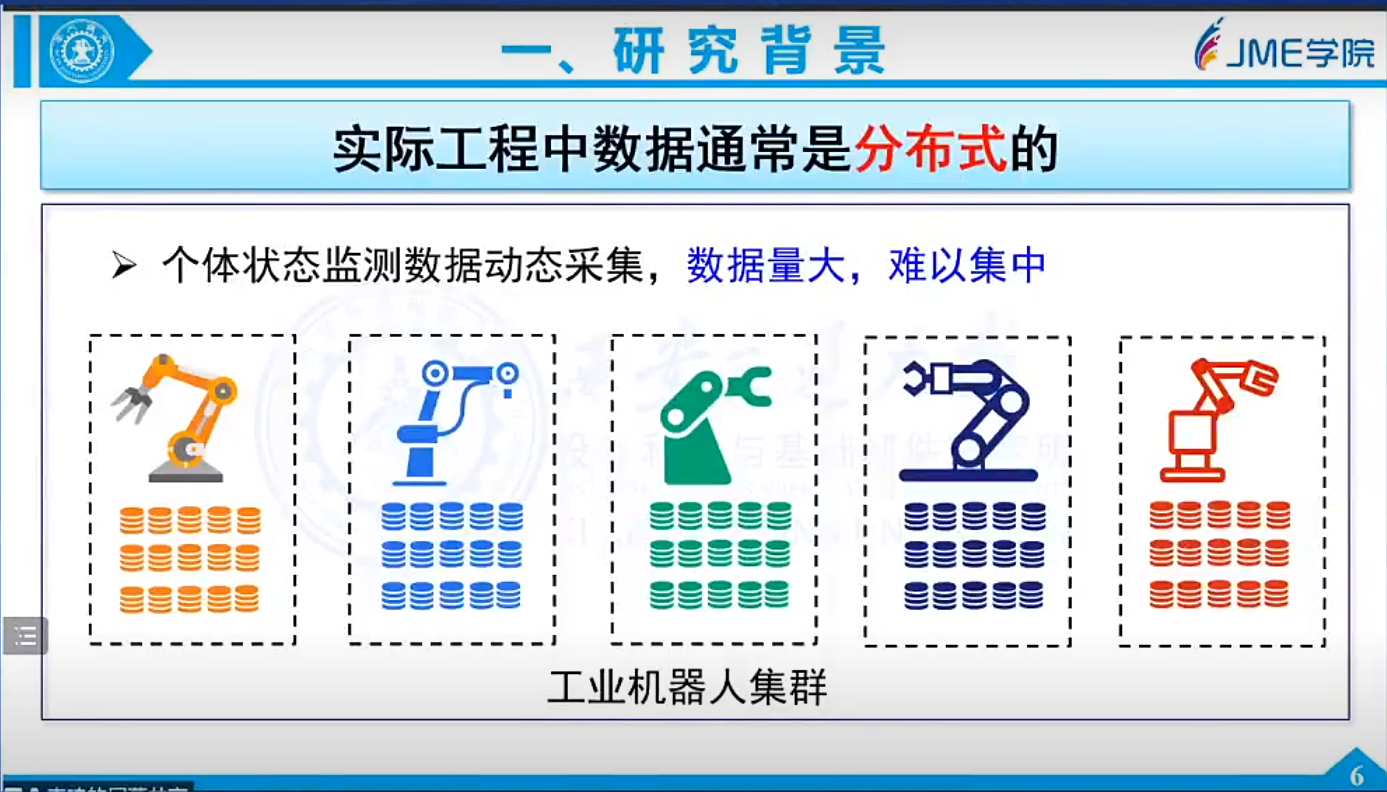 一、研究背景
JME学院
实际工程中数据通常是分布式的
➢ 个体状态监测数据动态采集，数据量大，难以集中
工业机器人集群
6